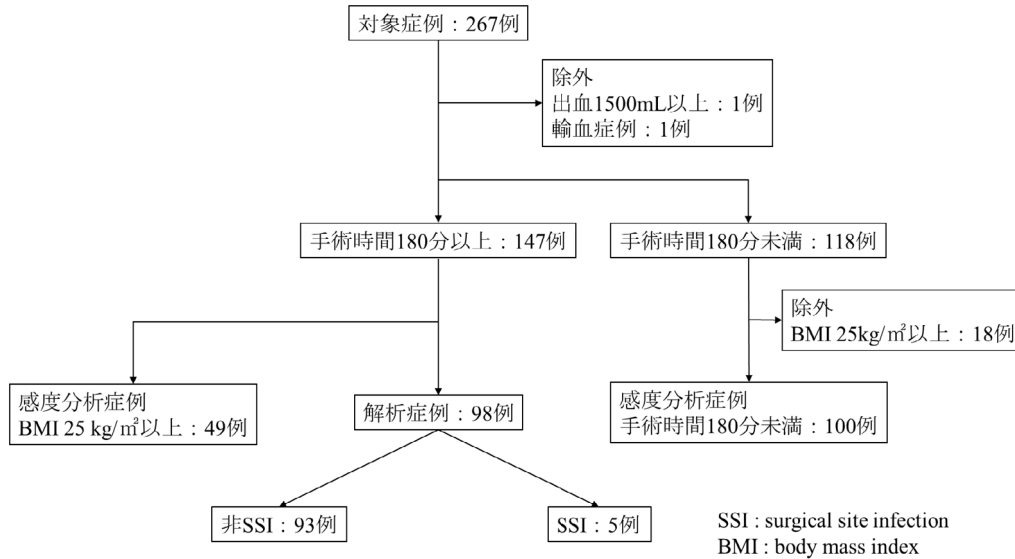 対象症例：267例
除外
出血1500mL以上：1例
輸血症例：1例
手術時間180分以上：147例
手術時間180分未満：118例
除外
BMI 25kg/㎡以上：18例
感度分析症例
BMI 25 kg/㎡以上：49例
解析症例：98例
感度分析症例
手術時間180分未満：100例
非SSI：93例
SSI：5例
SSI : surgical site infection
BMI : body mass index